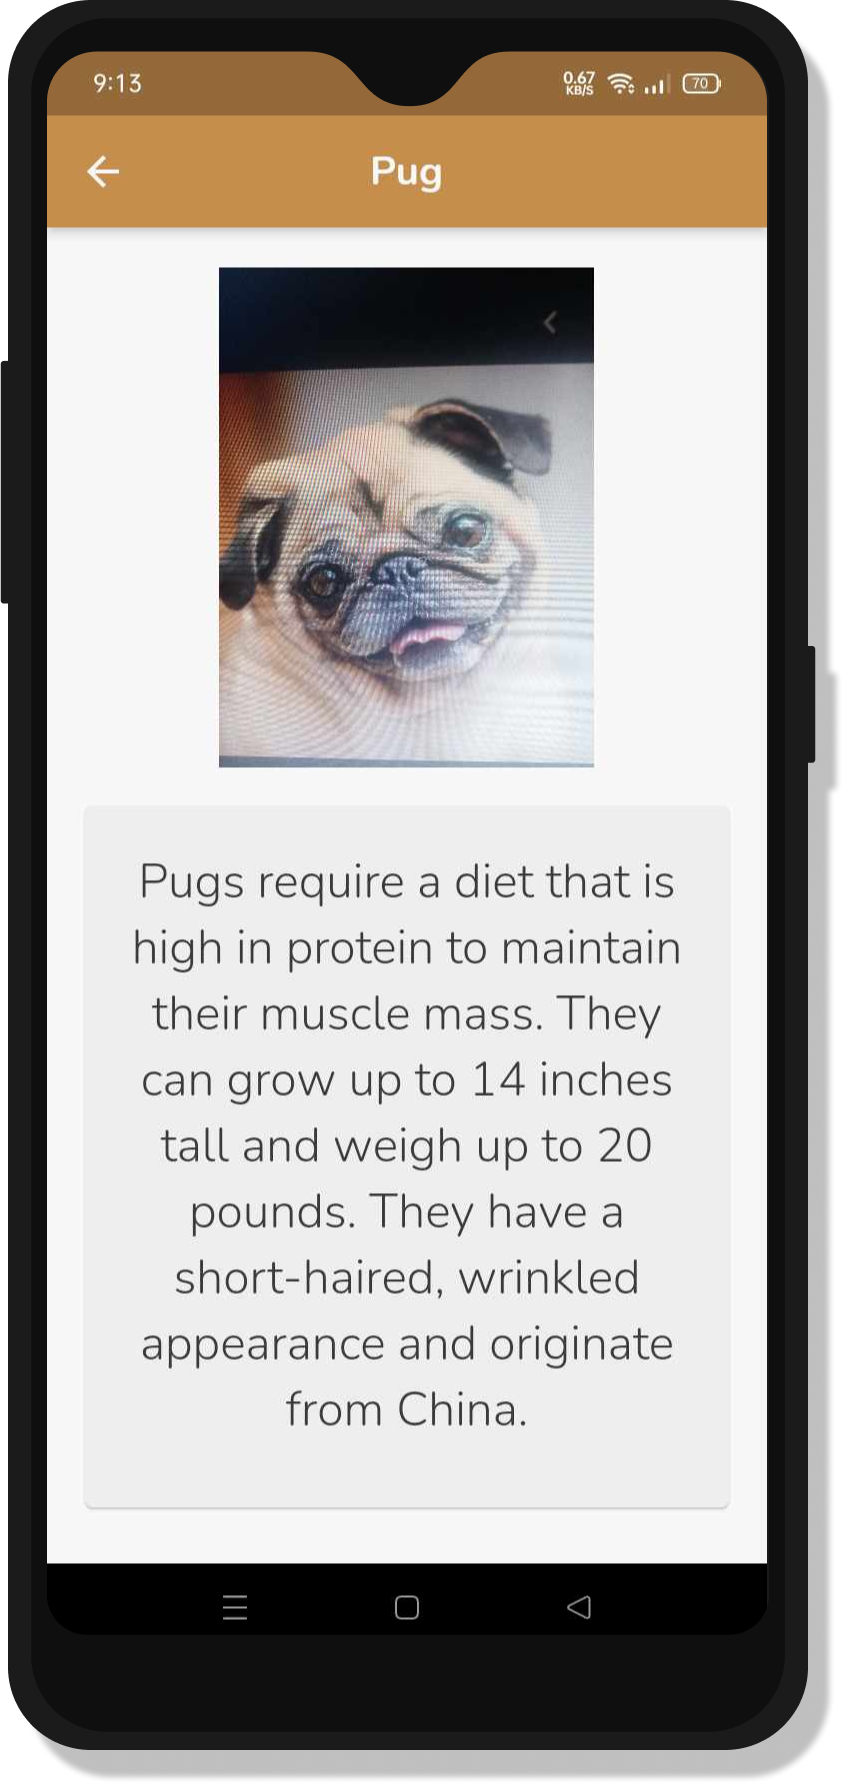 9:13
0.67
KB/S
70
Pug
Pugs require a diet that is
high in protein to maintain
their muscle mass. They
can grow up to 14 inches
tall and weigh up to 20
pounds. They have a
short-haired, wrinkled
appearance and originate
from China.